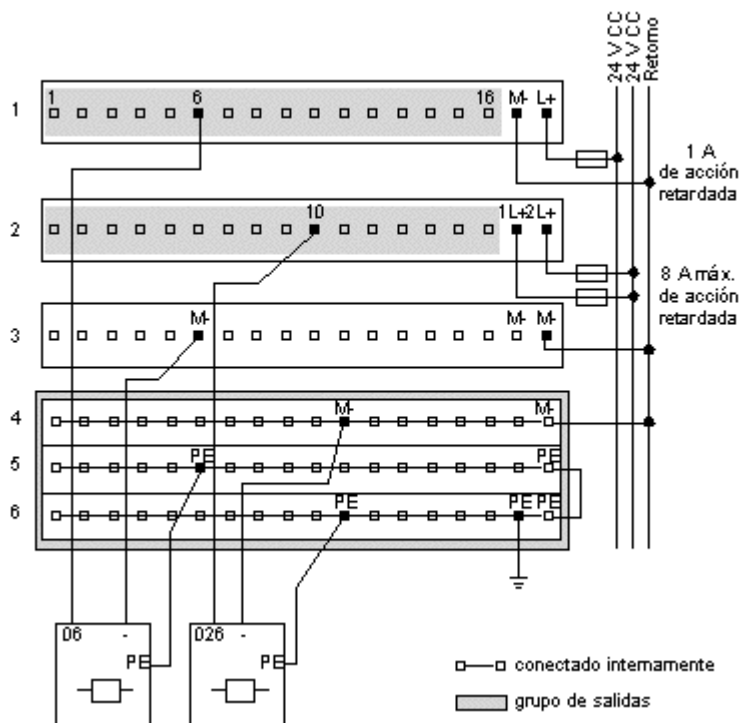 24 V CC
24 V CC
Retorno
1
1
6
16
M-
L+
1 A
de acción
retardada
2
10
1L+
2L+
8 A máx.
de acción
retardada
3
M-
M-
M-
4
M-
M-
5
PE
PE
6
PE
PE
PE
O6
-
PE
O26
-
PE
conectado internamente
grupo de salidas